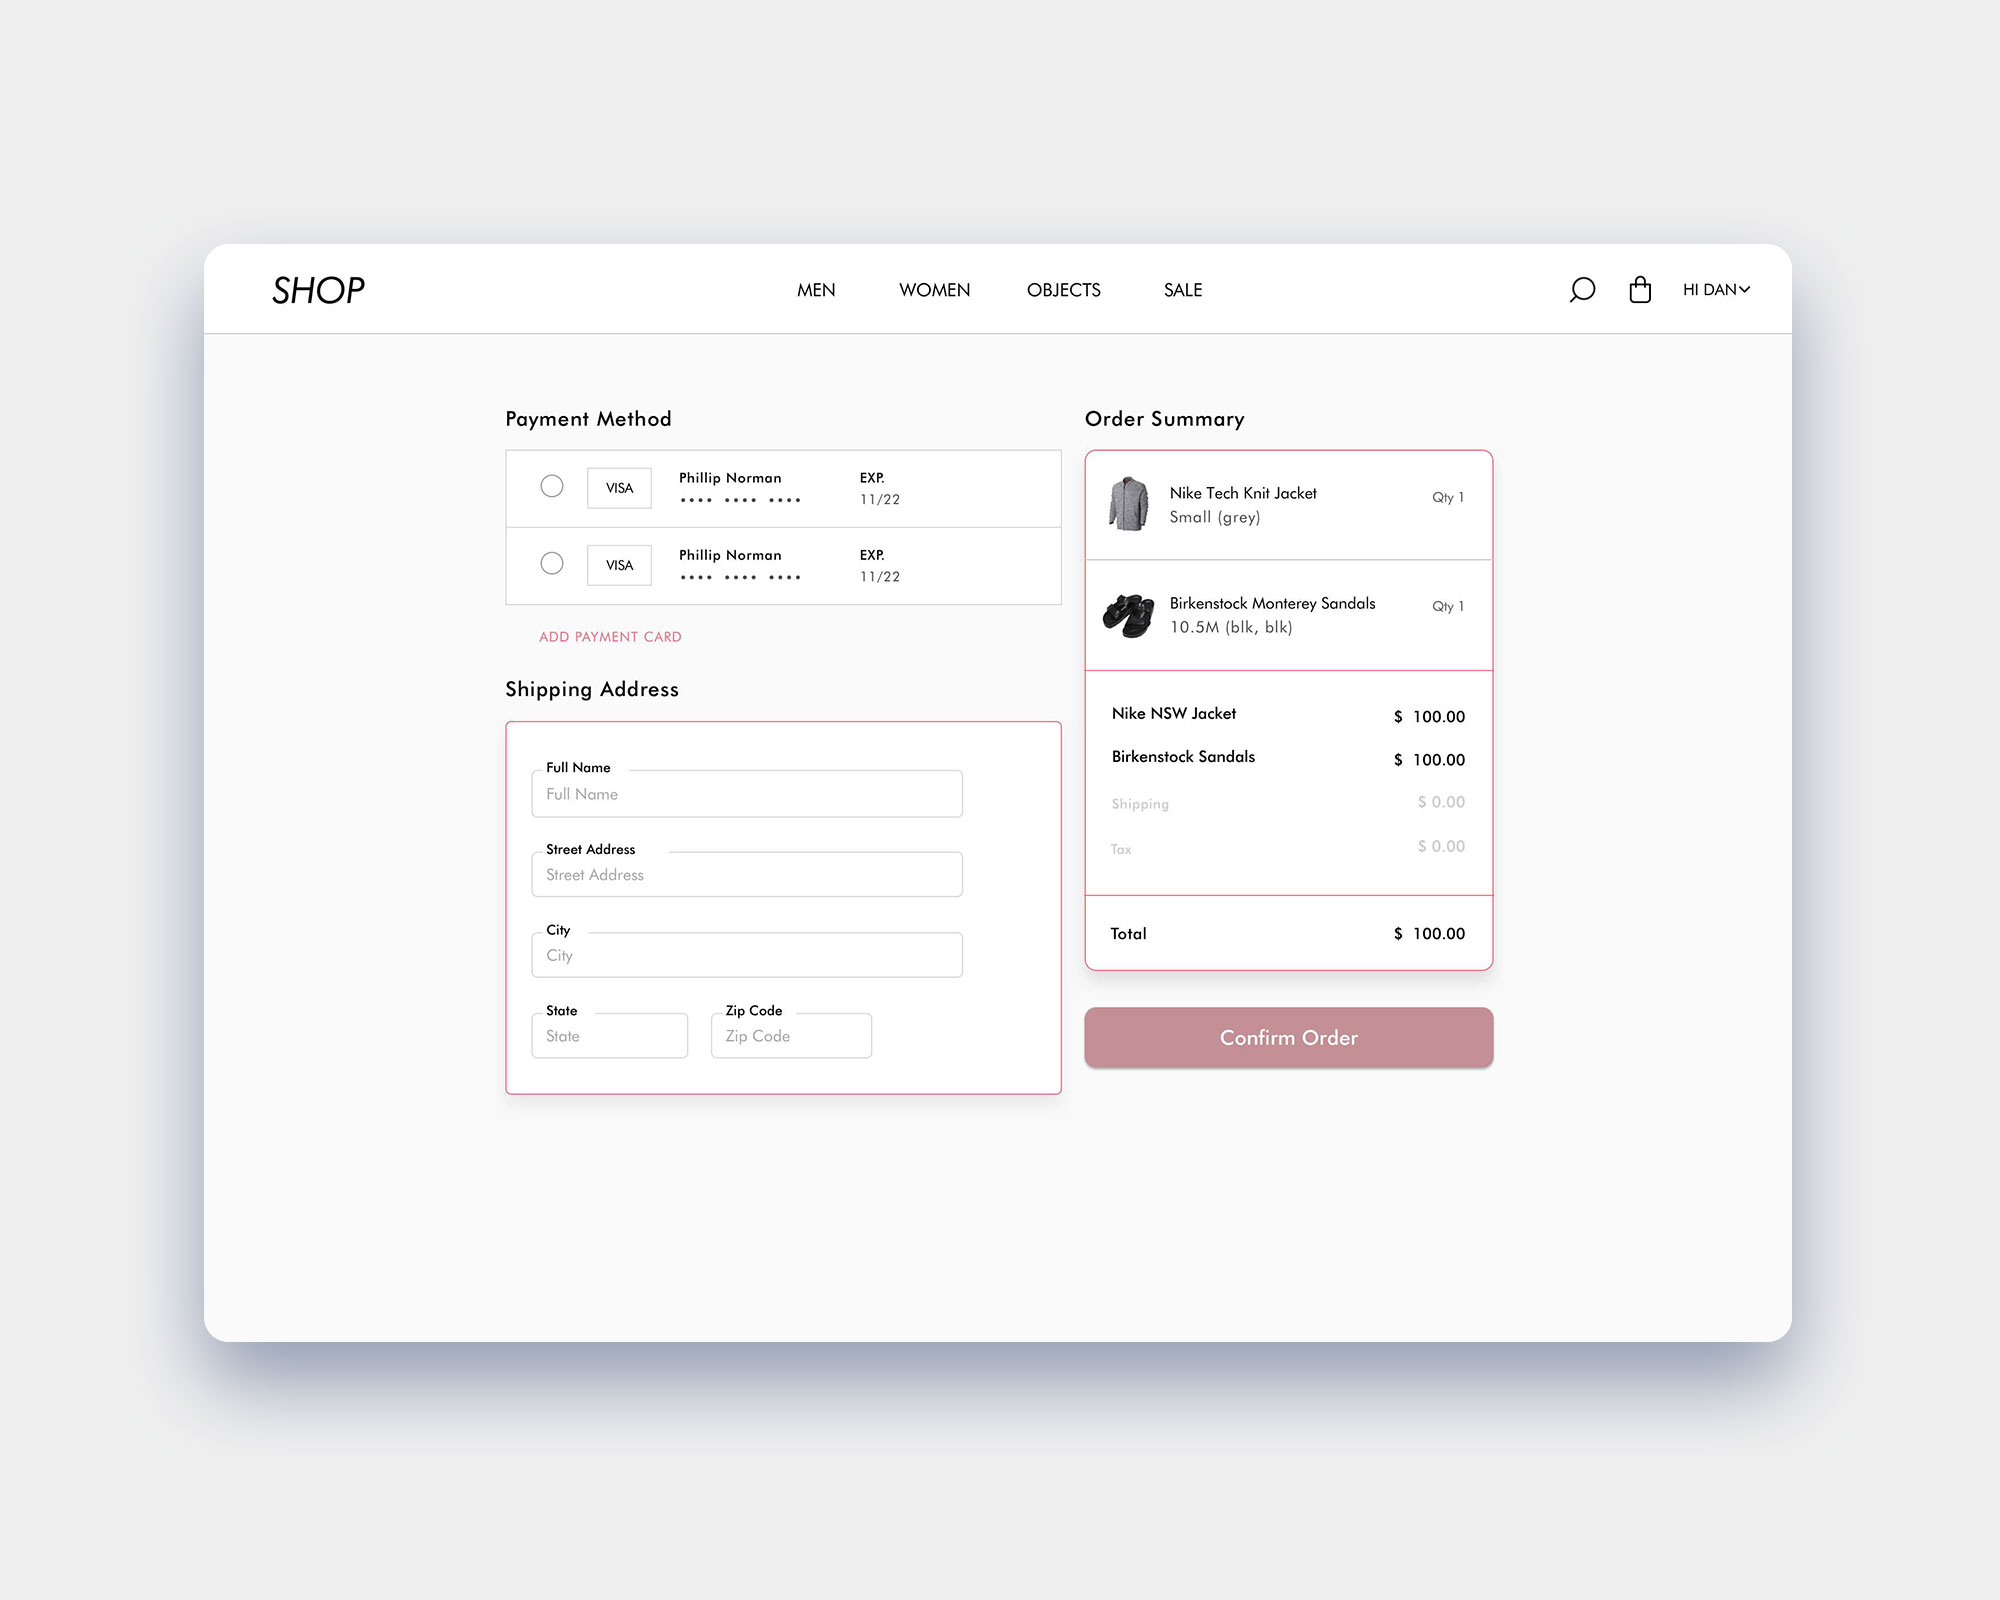 SHOP
MEN WOMEN OBJECTS SALE
HI DAN
Payment Method
VISA Phillip Norman EXP.
•••• •••• •••• 11/22
VISA Phillip Norman EXP.
•••• •••• •••• 11/22
ADD PAYMENT CARD
Shipping Address
Full Name
Full Name
Street Address
Street Address
City
City
State Zip Code
State Zip Code
Order Summary
Nike Tech Knit Jacket Qty 1
Small (grey)
Birkenstock Monterey Sandals Qty 1
10.5M (blk, blk)
Nike NSW Jacket $ 100.00
Birkenstock Sandals $ 100.00
Shipping $ 0.00
Tax $ 0.00
Total $ 100.00
Confirm Order